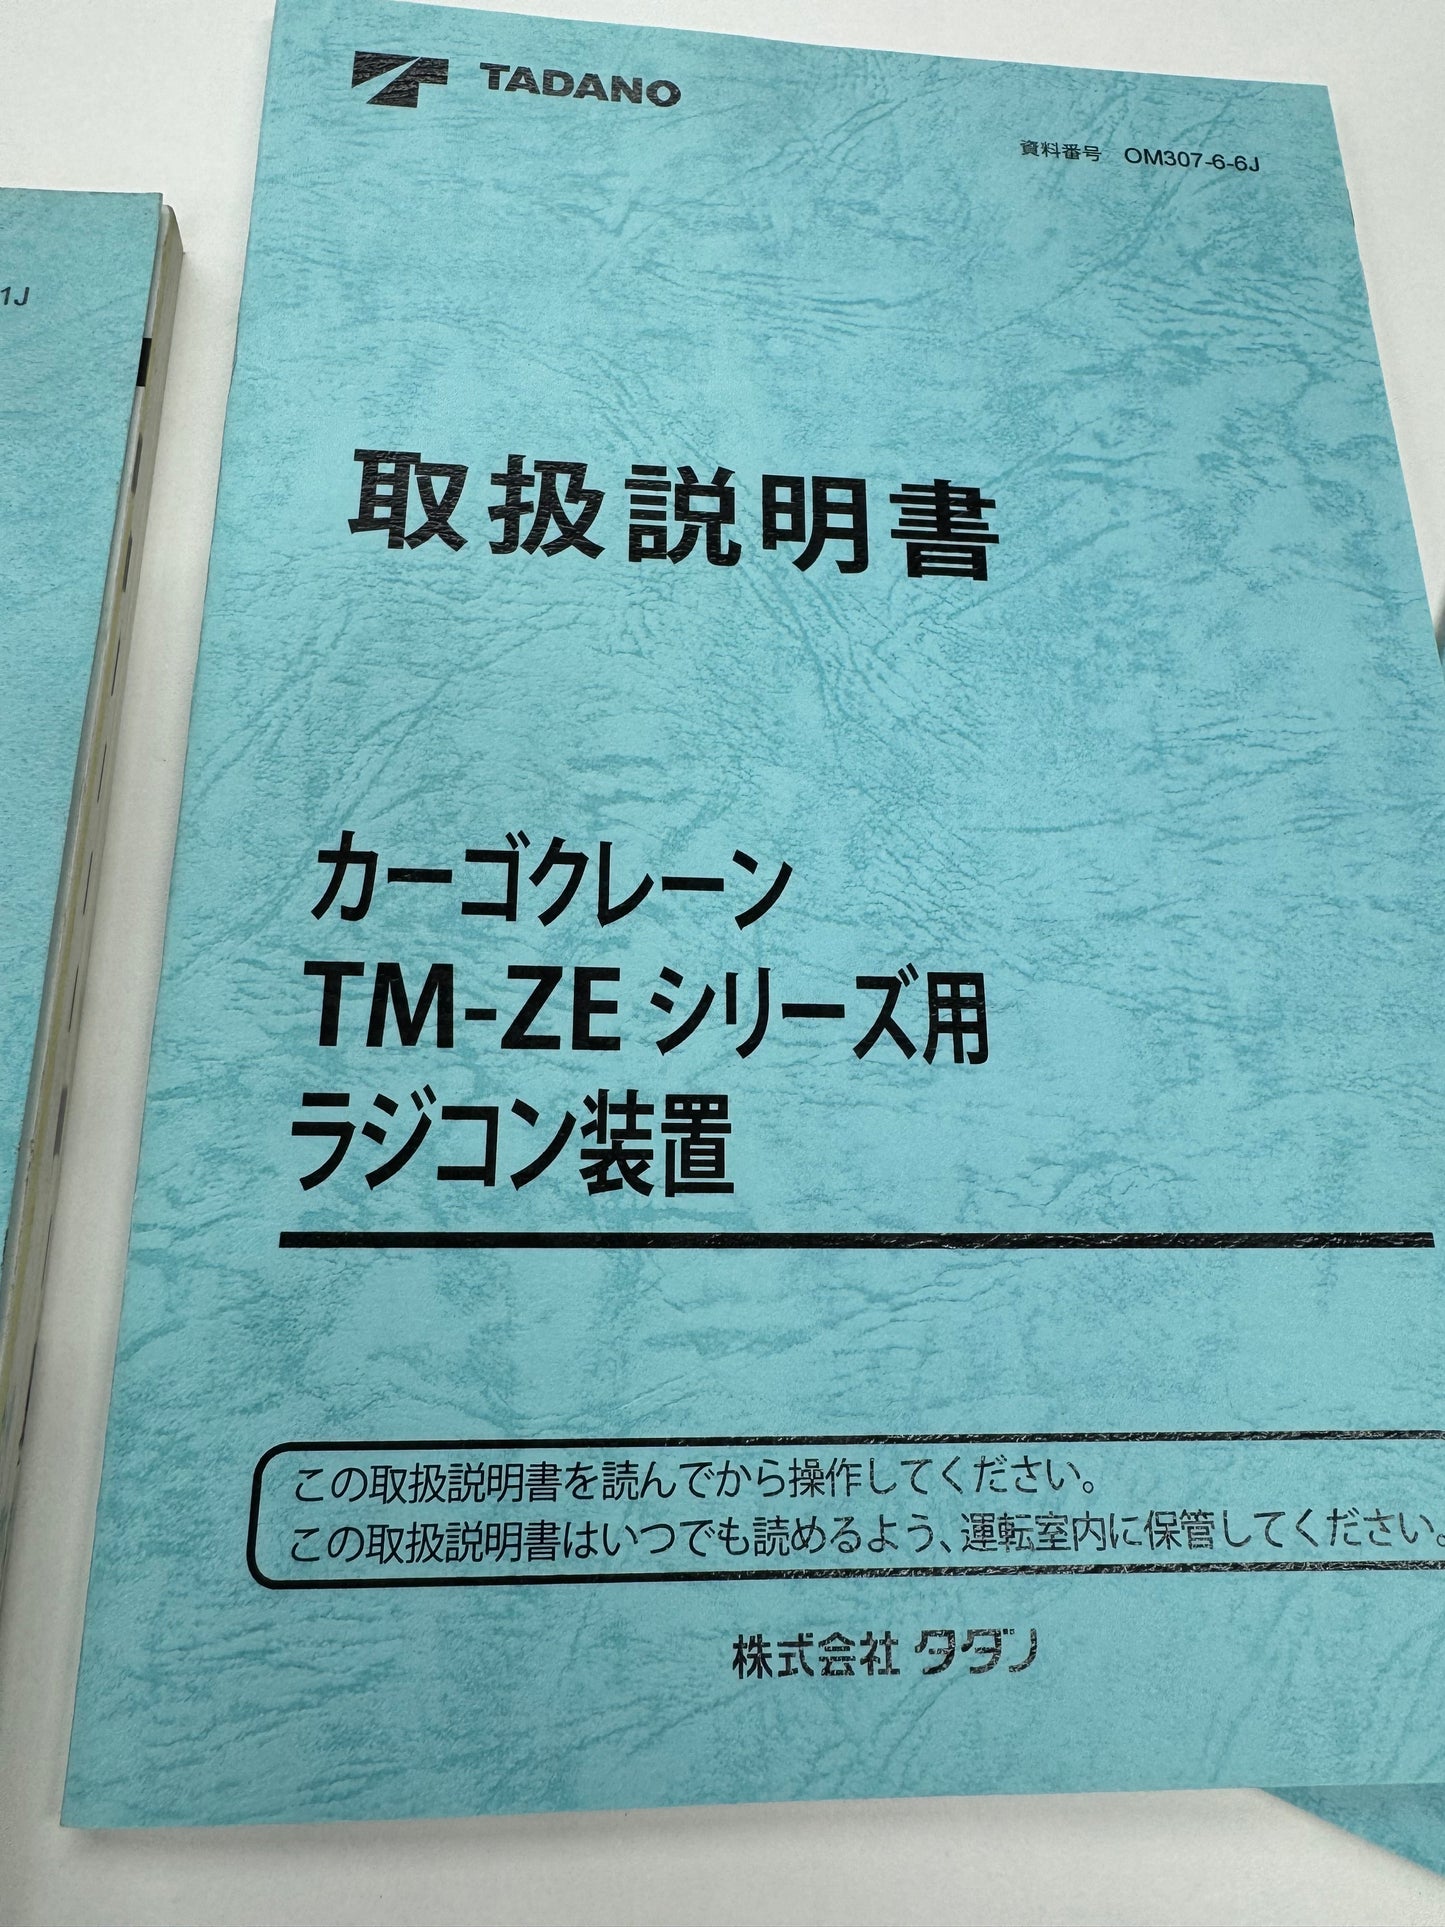 TADANO
資料番号 OM307-6-6J
取扱説明書
カーゴクレーン
TM-ZE シリーズ用
ラジコン装置
この取扱説明書を読んでから操作してください。
この取扱説明書はいつでも読めるよう、運転室内に保管してください。
株式会社 タダノ
1J